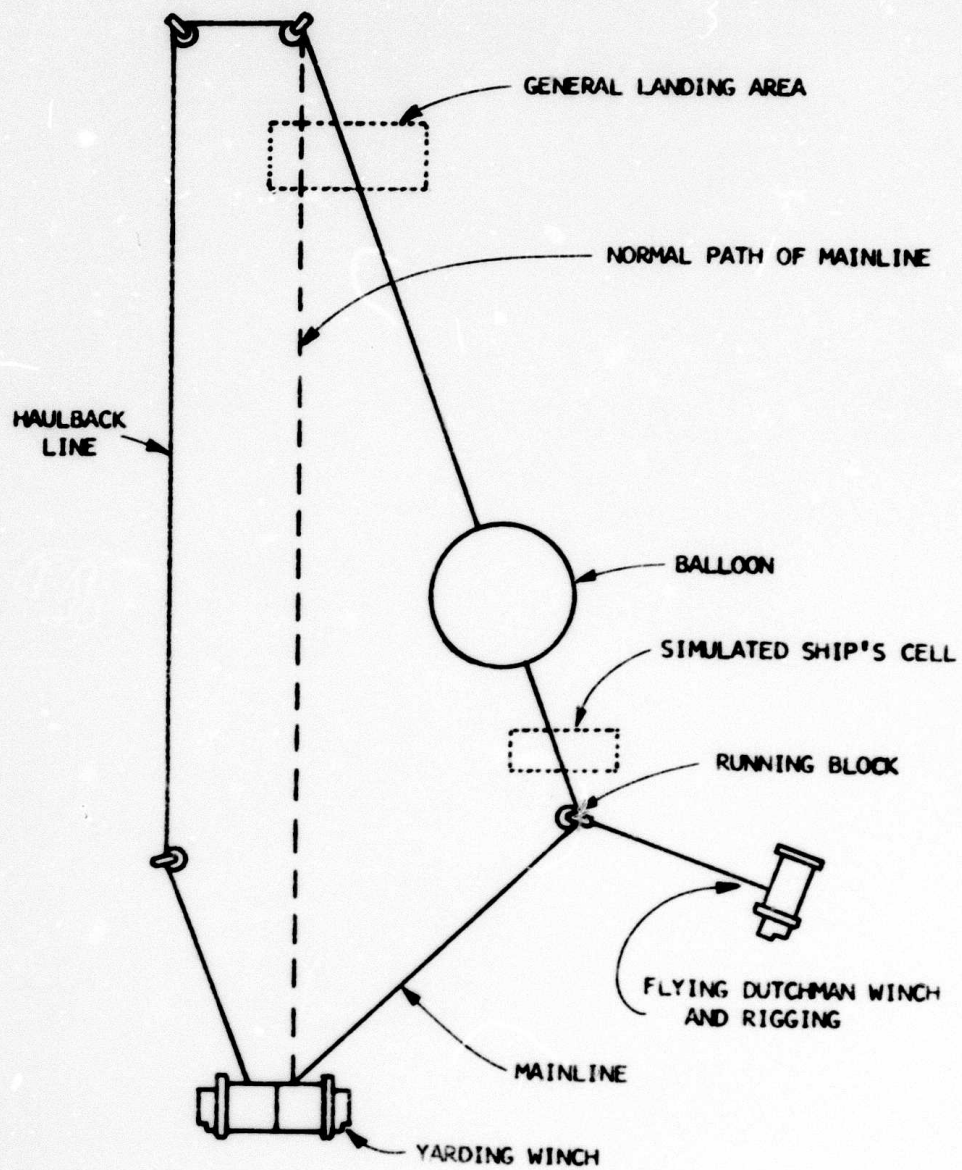 GENERAL LANDING AREA
NORMAL PATH OF MAINLINE
HAULBACK
LINE
BALLOON
SIMULATED SHIP'S CELL
RUNNING BLOCK
FLYING DUTCHMAN WINCH
AND RIGGING
MAINLINE
YARDING WINCH